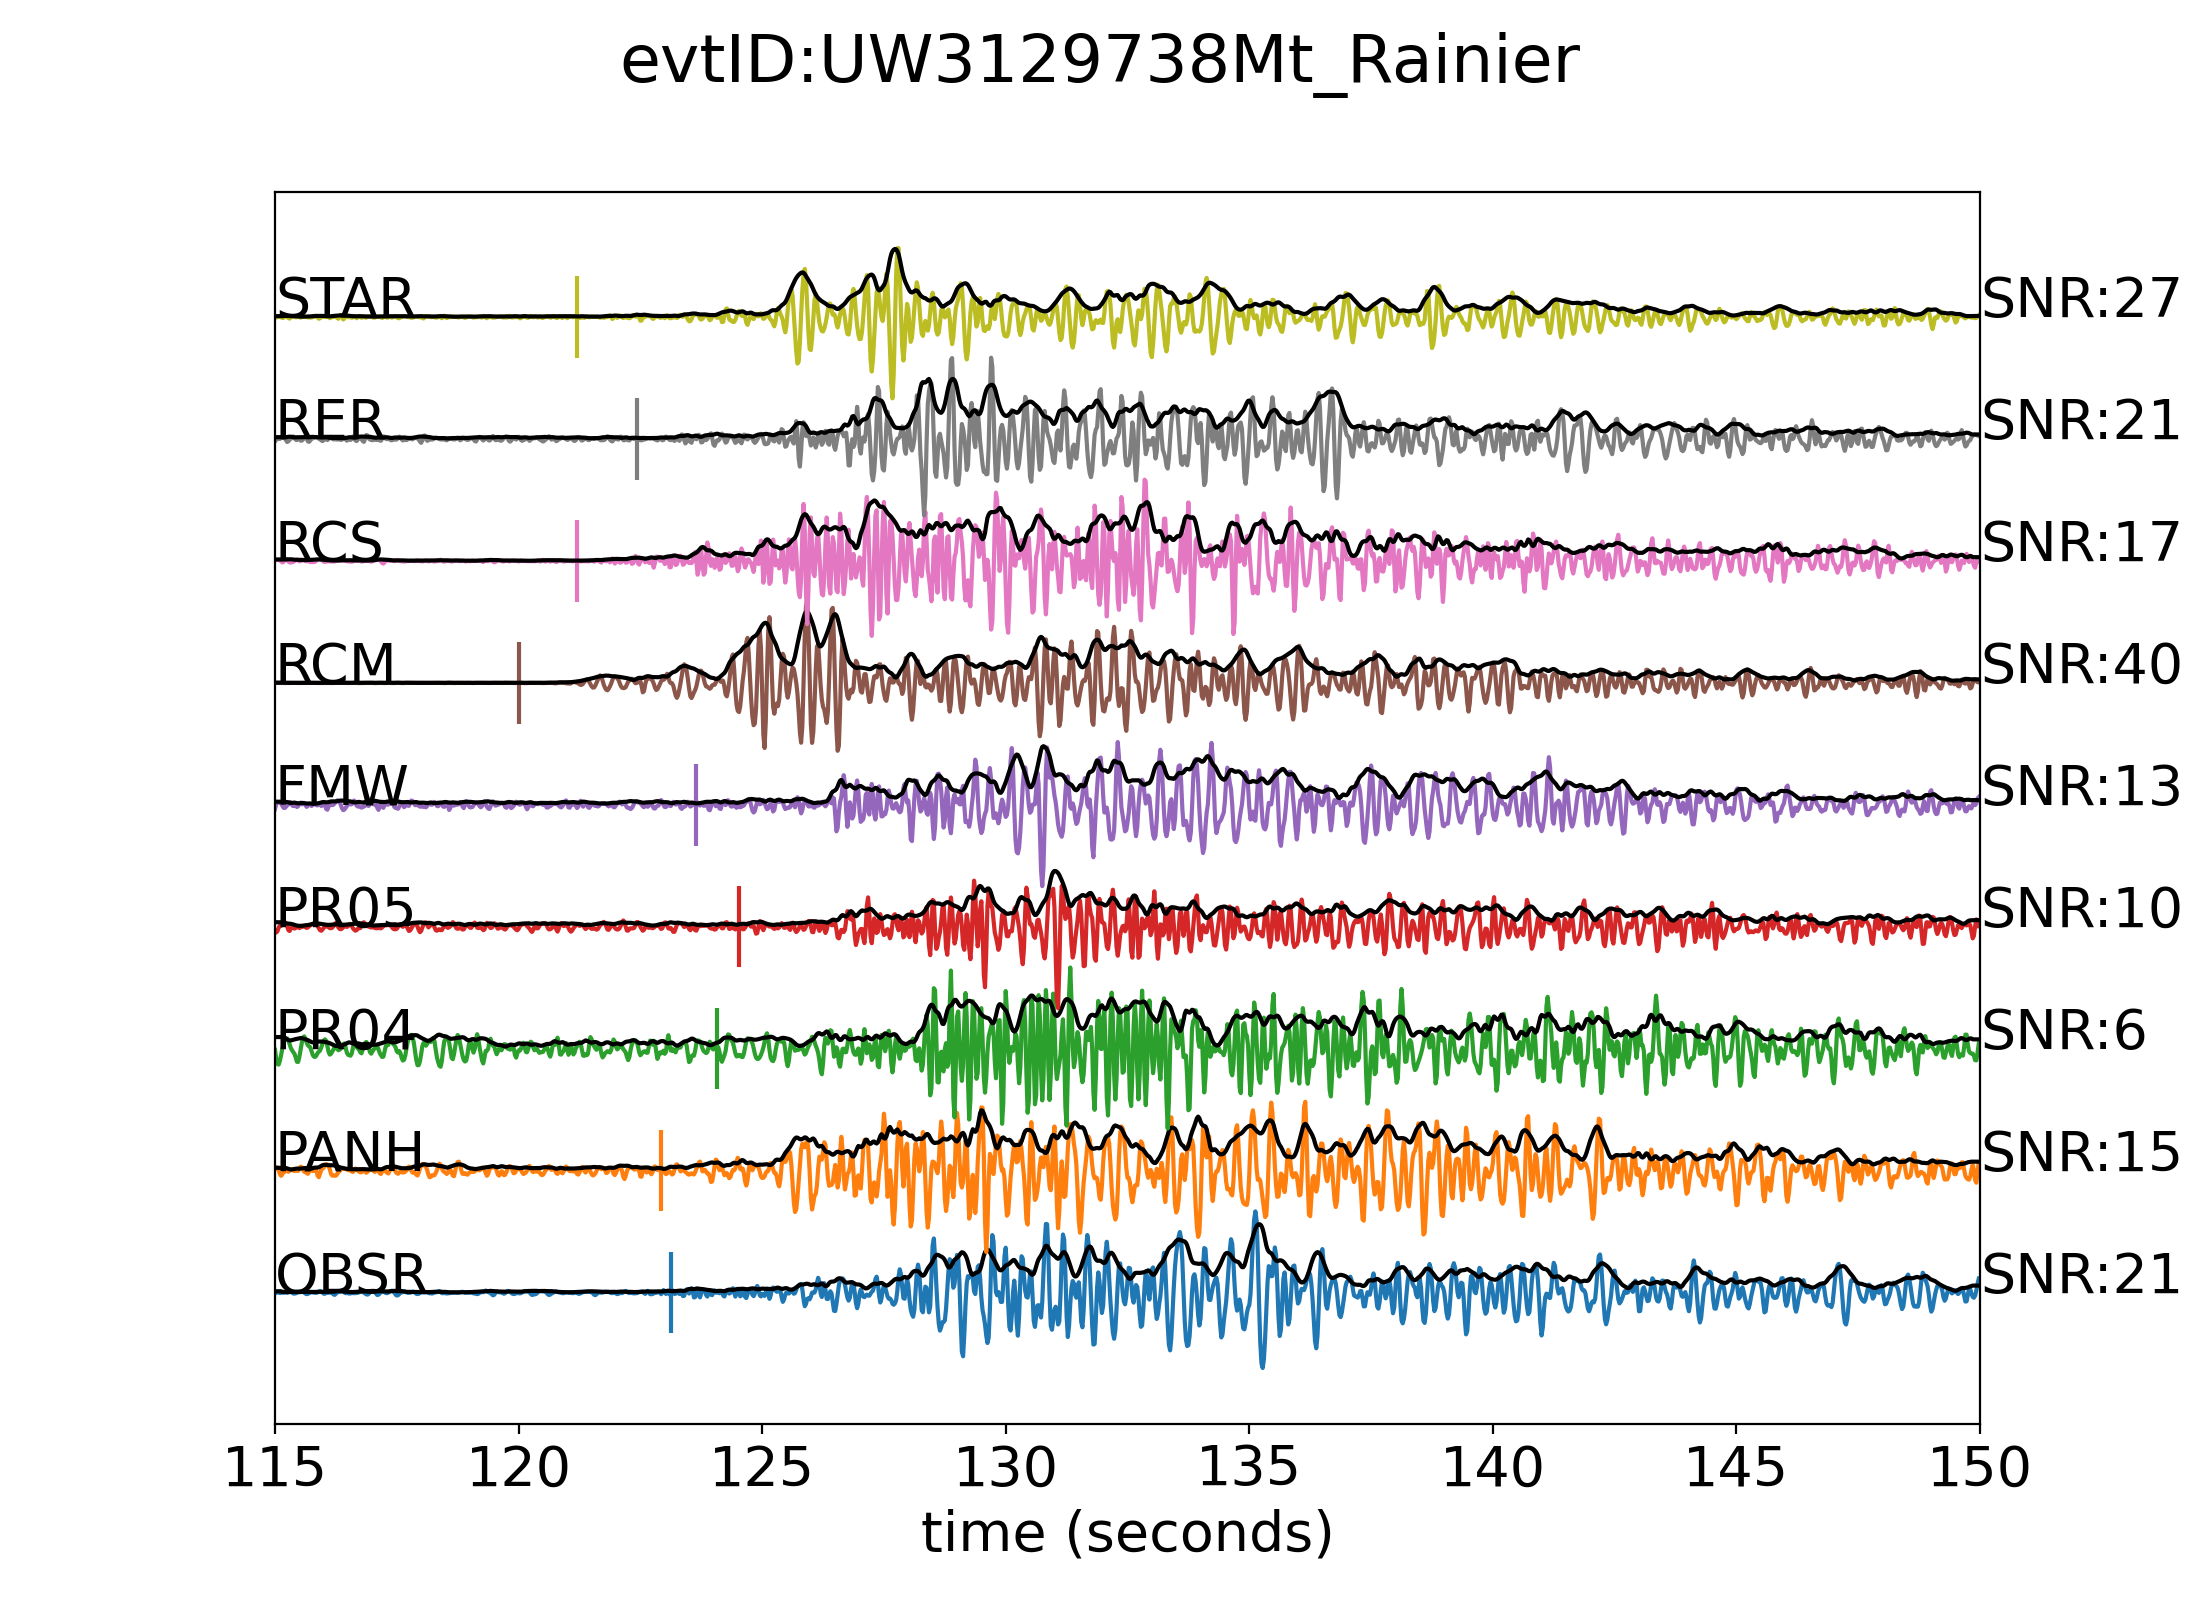 evtID:UW3129738Mt_Rainier
STAR SNR:27
RER SNR:21
RCS SNR:17
RCM SNR:40
FMW SNR:13
PR05 SNR:10
PR04 SNR:6
PANH SNR:15
OBSR SNR:21
115 120 125 130 135 140 145 150
time (seconds)